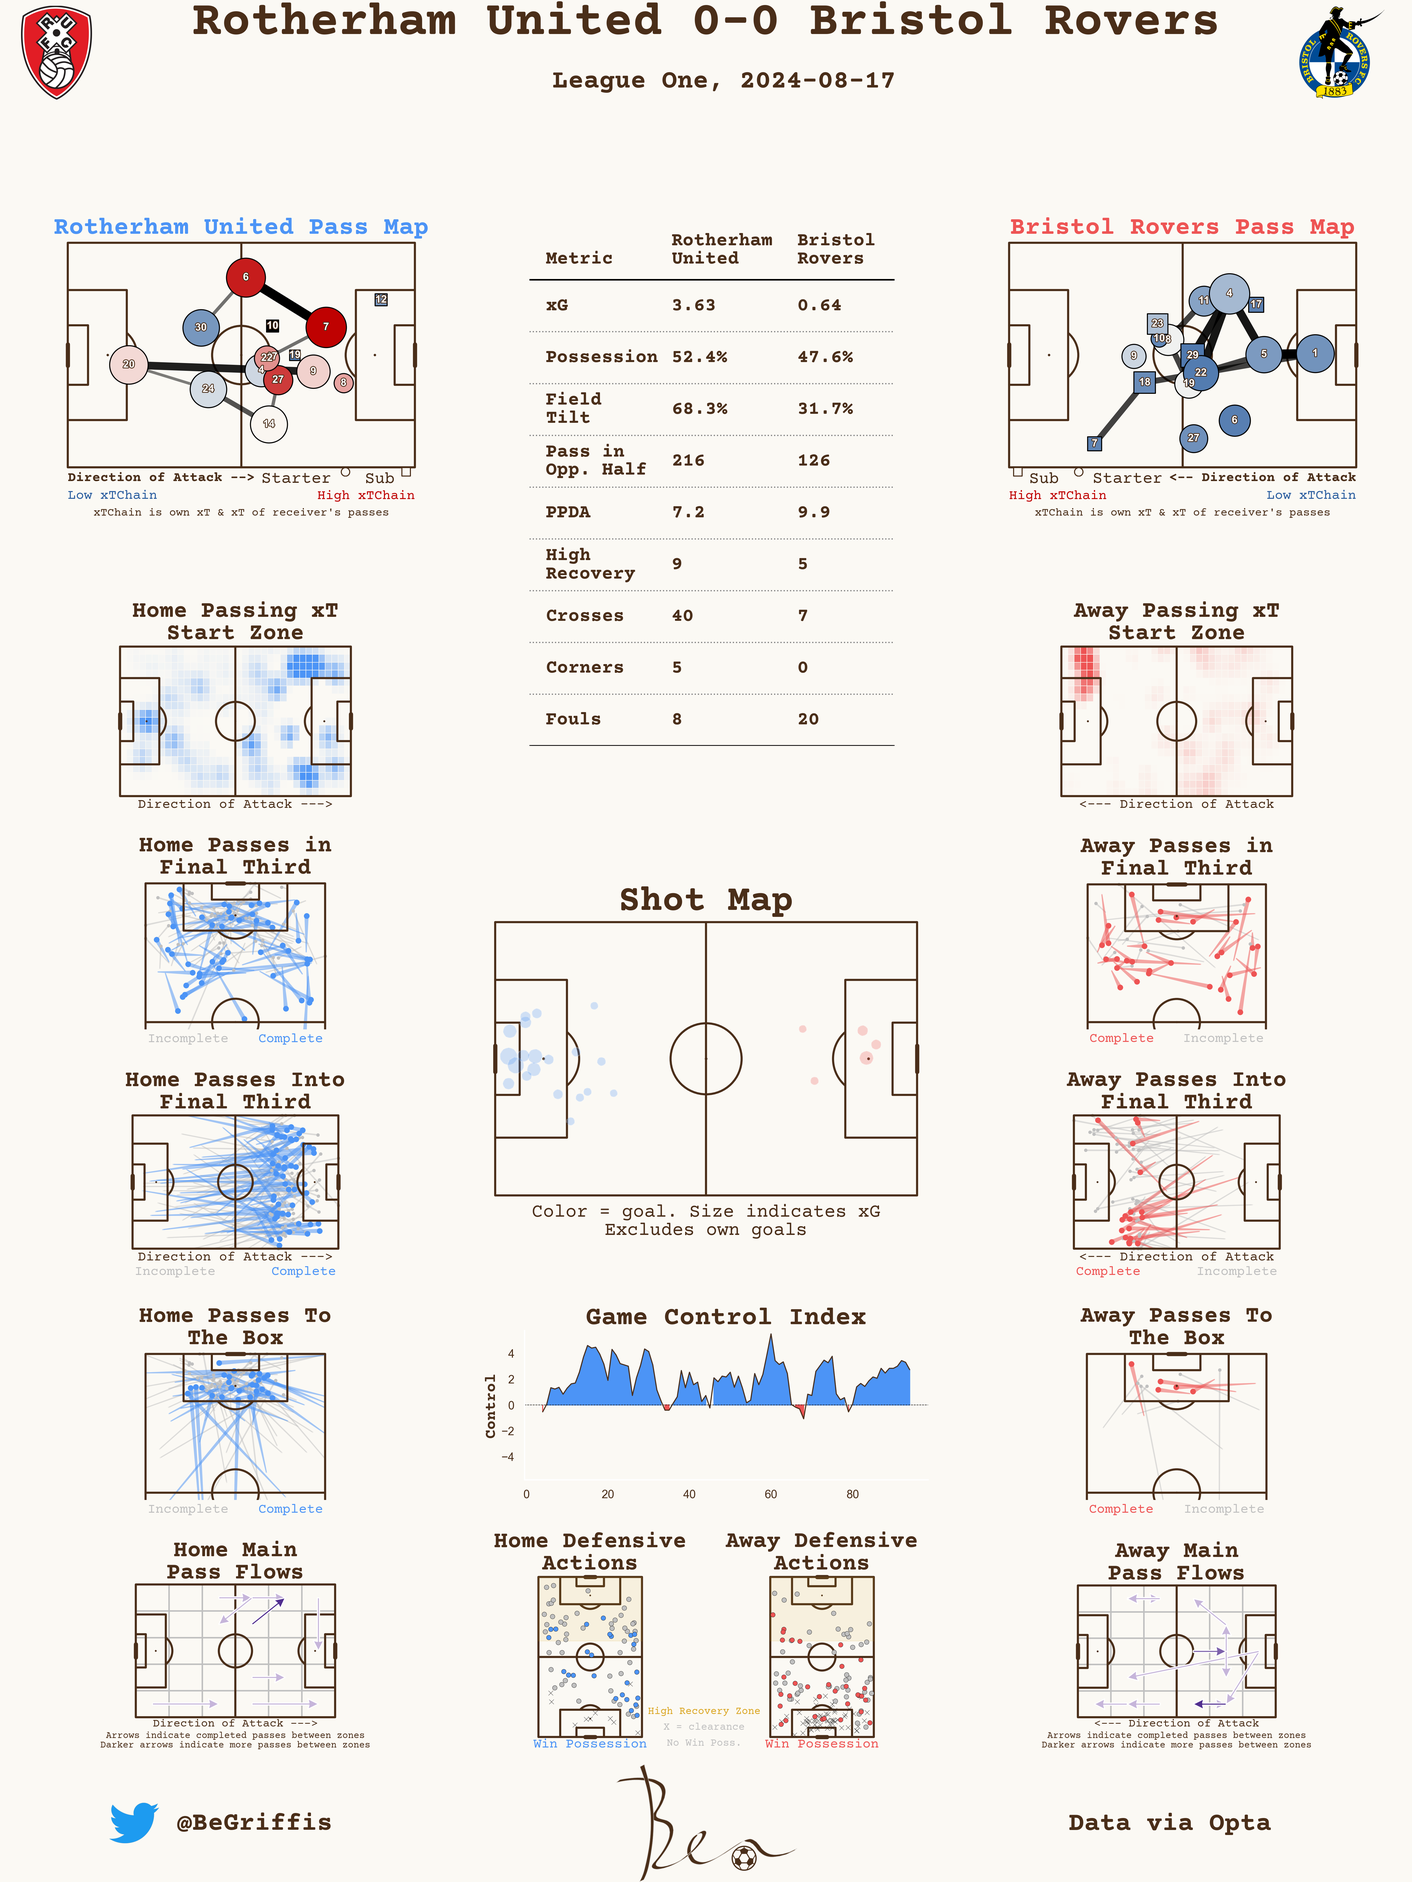 Rotherham United 0-0 Bristol Rovers
League One, 2024-08-17
BRISTOL ROVERS F.C.
1883
Rotherham United Pass Map
6
12
30
10
7
19
20
22
4
27
9
8
24
14
Direction of Attack --> Starter Sub
Low xTChain High xTChain
xTChain is own xT & xT of receiver's passes
Metric Rotherham United Bristol Rovers
xG 3.63 0.64
Possession 52.4% 47.6%
Field Tilt 68.3% 31.7%
Pass in Opp. Half 216 126
PPDA 7.2 9.9
High Recovery 9 5
Crosses 40 7
Corners 5 0
Fouls 8 20
Bristol Rovers Pass Map
4
11
17
23
10
8
9
29
5
1
22
18
19
6
27
7
Sub Starter <-- Direction of Attack
High xTChain Low xTChain
xTChain is own xT & xT of receiver's passes
Home Passing xT
Start Zone
Direction of Attack --->
Away Passing xT
Start Zone
<--- Direction of Attack
Home Passes in
Final Third
Incomplete Complete
Away Passes in
Final Third
Complete Incomplete
Shot Map
Color = goal. Size indicates xG
Excludes own goals
Home Passes Into
Final Third
Direction of Attack --->
Incomplete Complete
Away Passes Into
Final Third
<--- Direction of Attack
Complete Incomplete
Home Passes To
The Box
Incomplete Complete
Game Control Index
Control
4
2
0
−2
−4
0 20 40 60 80
Away Passes To
The Box
Complete Incomplete
Home Main
Pass Flows
Direction of Attack --->
Arrows indicate completed passes between zones
Darker arrows indicate more passes between zones
Home Defensive
Actions
Win Possession
High Recovery Zone
X = clearance
No Win Poss.
Away Defensive
Actions
Win Possession
Away Main
Pass Flows
<--- Direction of Attack
Arrows indicate completed passes between zones
Darker arrows indicate more passes between zones
@BeGriffis
Ben
Data via Opta